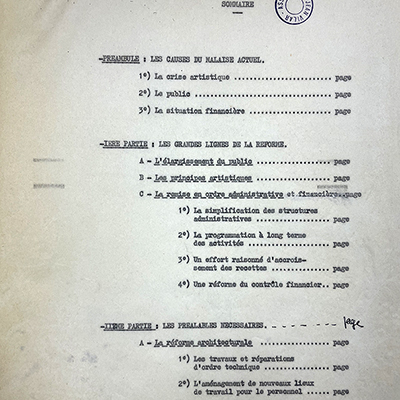 SOMMAIRE
JEAN VILAR
-PREAMBULE : LES CAUSES DU MALAISE ACTUEL.
1°) La crise artistique ............................ page
2°) Le public ...................................... page
3°) La situation financière ........................ page
-IERE PARTIE : LES GRANDES LIGNES DE LA REFORME.
A - L'élargissement du public ..................... page
B - Les principes artistiques ..................... page
C - La remise en ordre administrative et financière..page
1°) La simplification des structures
administratives ........................... page
2°) La programmation à long terme
des activités ............................. page
3°) Un effort raisonné d'accrois-
sement des recettes ....................... page
4°) Une réforme du contrôle financier.. page
-IIEME PARTIE : LES PREALABLES NECESSAIRES. - - - - - page
A - La réforme architecturale ..................... page
1°) Les travaux et réparations
d'ordre technique ......................... page
2°) L'aménagement de nouveaux lieux
de travail pour le personnel ...... page